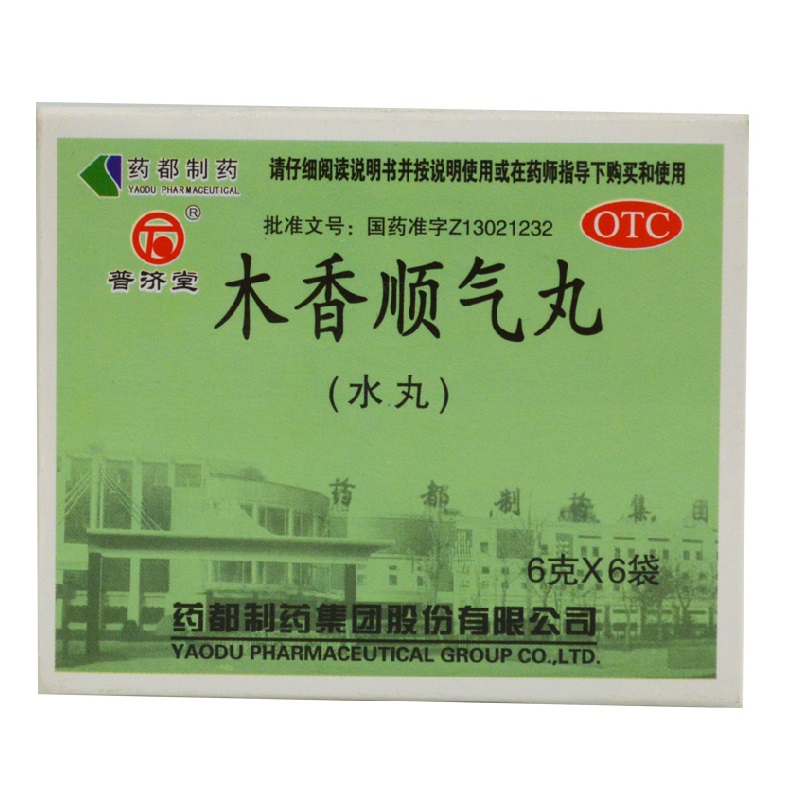 药都制药
YAODU PHARMACEUTICAL
请仔细阅读说明书并按说明使用或在药师指导下购买和使用
普济堂
®
批准文号：国药准字Z13021232
OTC
木香顺气丸
(水丸)
药都制药集团
6克X6袋
药都制药集团股份有限公司
YAODU PHARMACEUTICAL GROUP CO.,LTD.